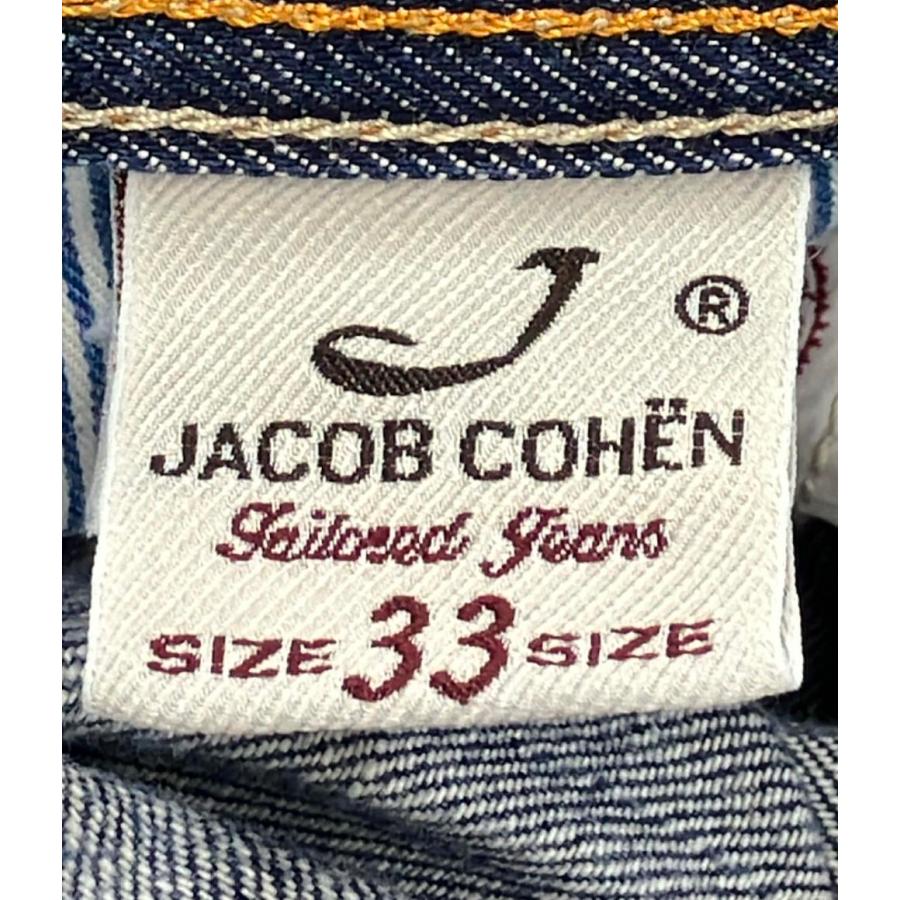 J ®
JACOB COHËN
Tailored Jeans
SIZE 33 SIZE